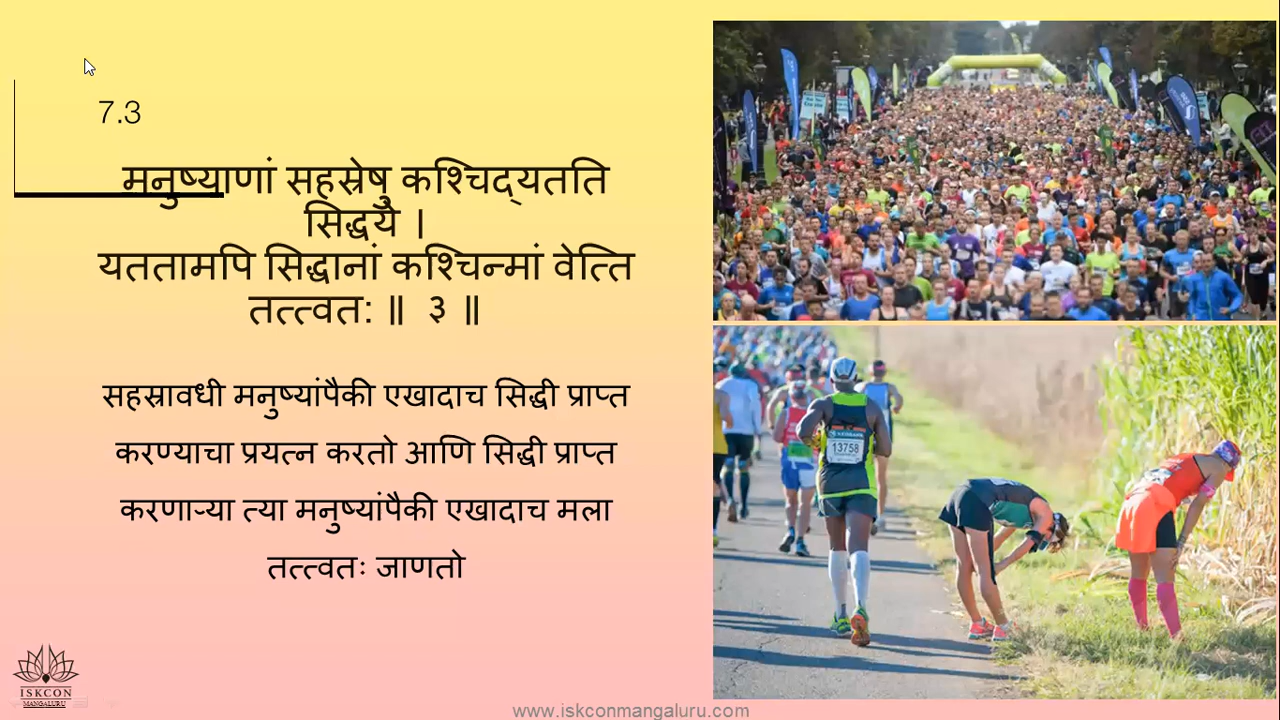 7.3
मनुष्याणां सहस्रेषु कश्चिद्यतति
सिद्धये ।
यततामपि सिद्धानां कश्चिन्मां वेत्ति
तत्त्वत: ॥ ३ ॥
सहस्रावधी मनुष्यांपैकी एखादाच सिद्धी प्राप्त
करण्याचा प्रयत्न करतो आणि सिद्धी प्राप्त
करणाऱ्या त्या मनुष्यांपैकी एखादाच मला
तत्त्वतः जाणतो
13758
ISKCON
MANGALURU
www.iskconmangaluru.com